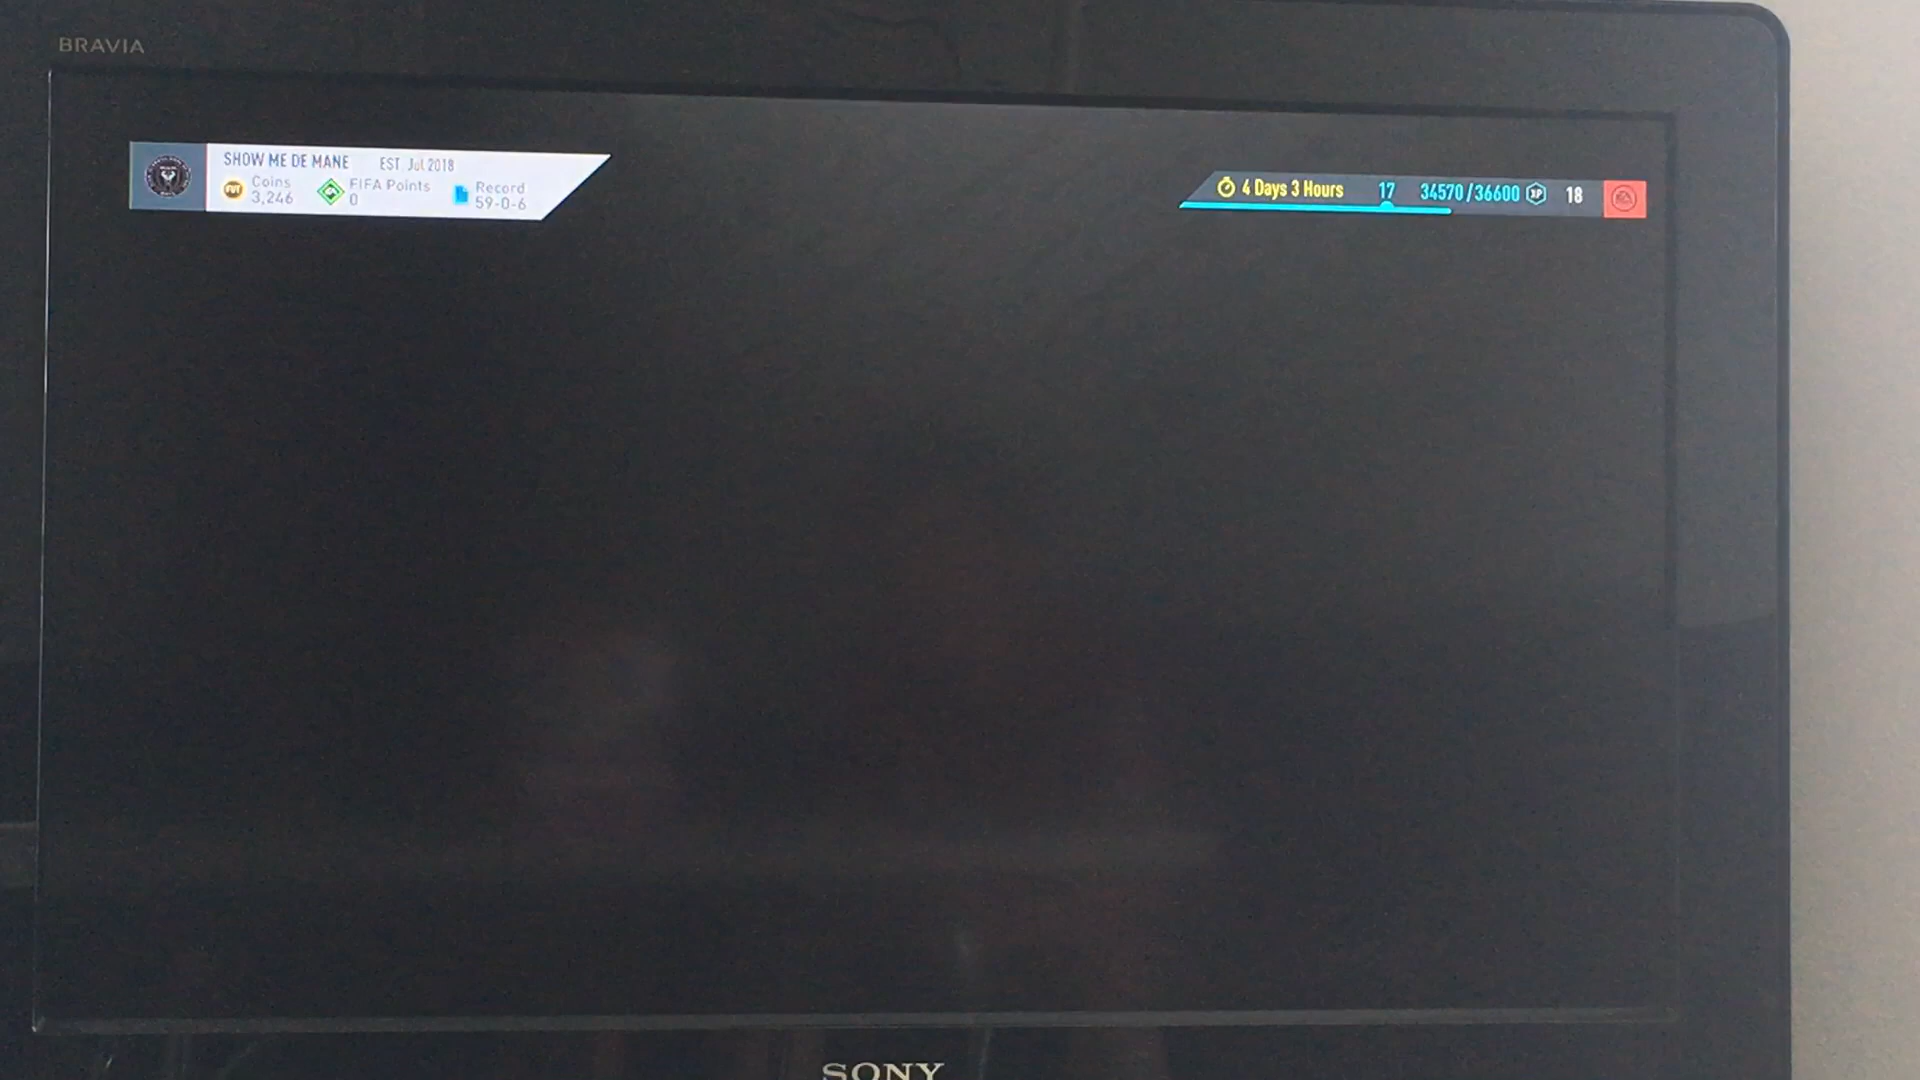 BRAVIA
SHOW ME DE MANE EST. Jul 2018
Coins
3,246
FIFA Points
0
Record
59-0-6
4 Days 3 Hours 17 34570/36600 XP 18
SONY